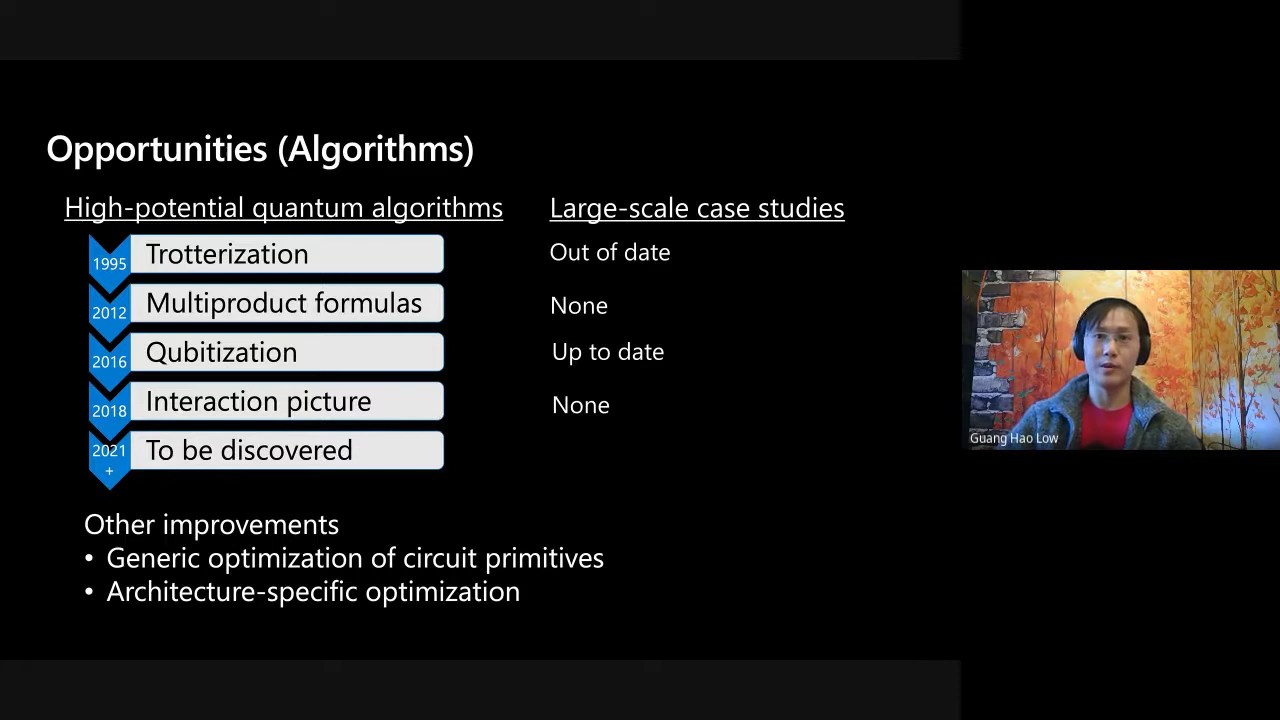 Opportunities (Algorithms)
High-potential quantum algorithms
Large-scale case studies
1995
Trotterization
Out of date
2012
Multiproduct formulas
None
2016
Qubitization
Up to date
2018
Interaction picture
None
2021
+
To be discovered
Other improvements
• Generic optimization of circuit primitives
• Architecture-specific optimization
Guang Hao Low